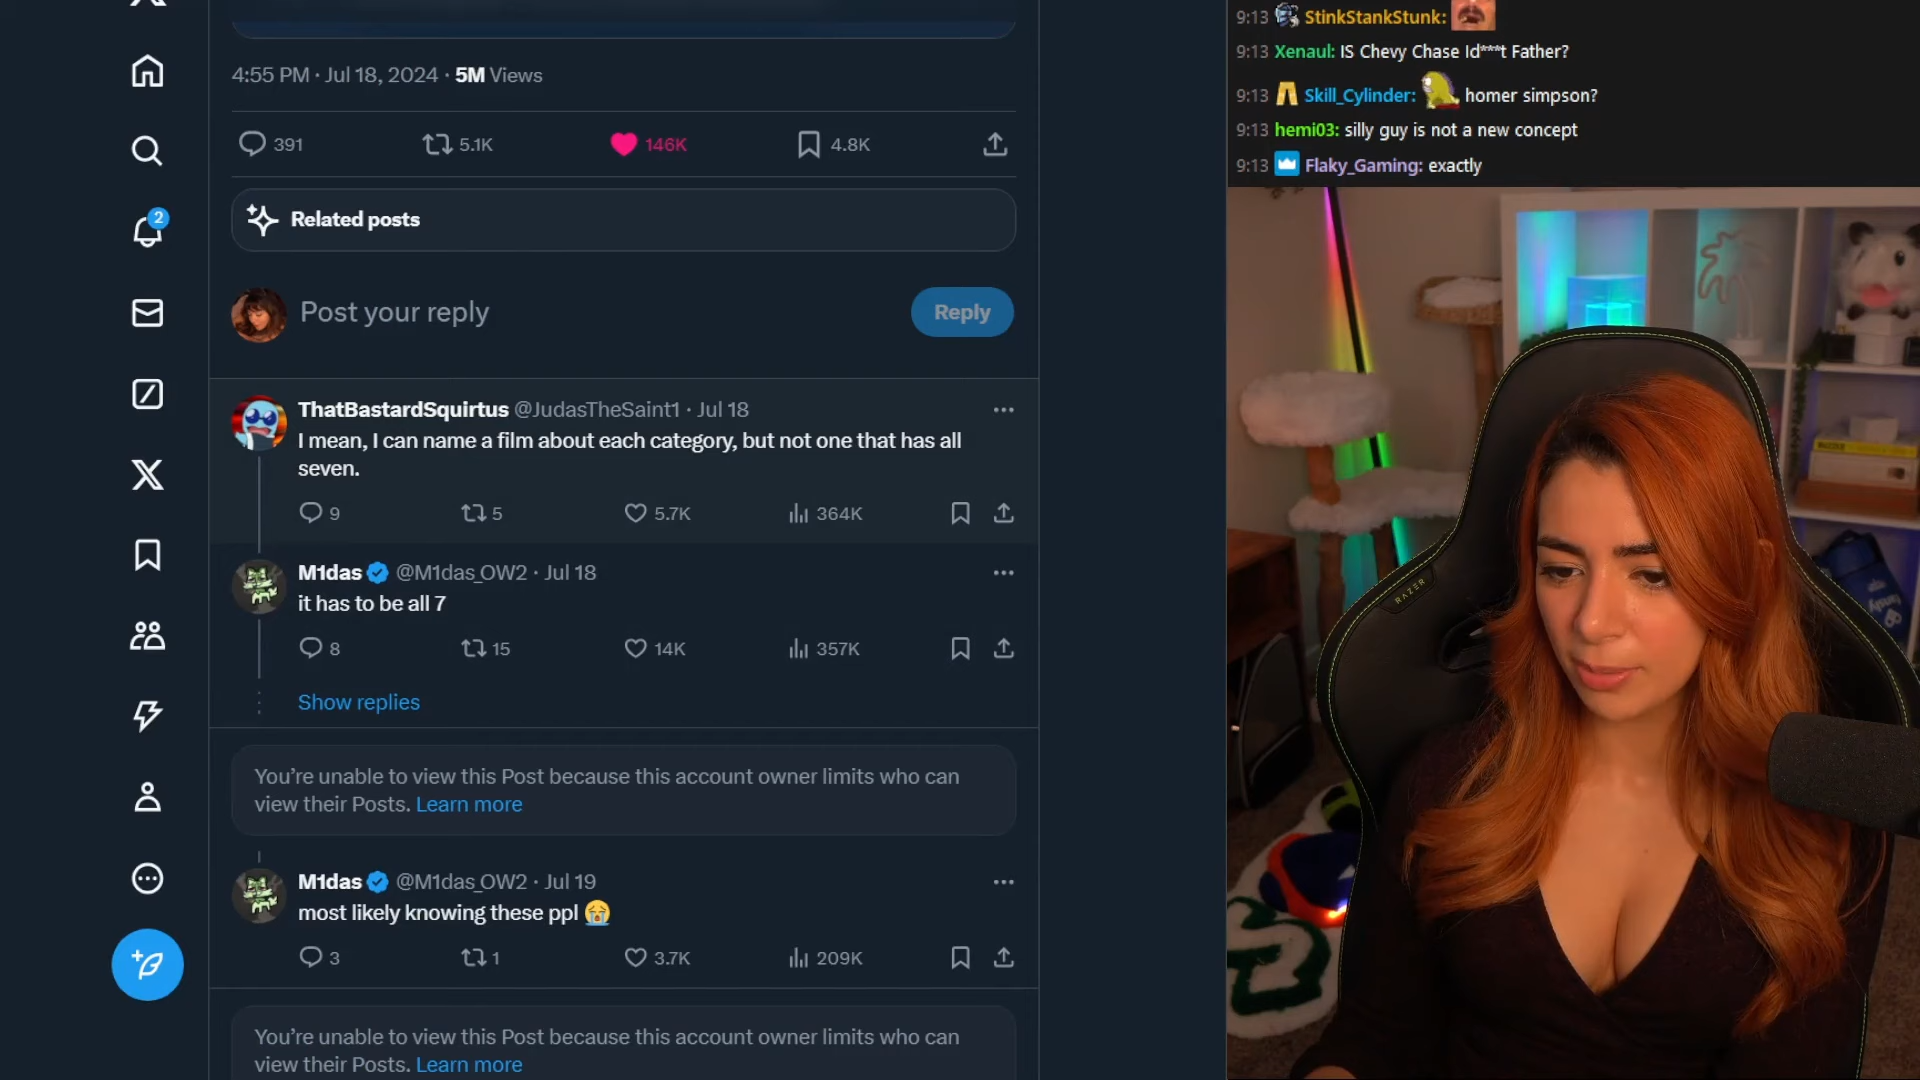 4:55 PM · Jul 18, 2024 · 5M Views
391 5.1K 146K 4.8K
Related posts
2
Post your reply
Reply
ThatBastardSquirtus @JudasTheSaint1 · Jul 18
I mean, I can name a film about each category, but not one that has all
seven.
9 5 5.7K 364K
M1das @M1das_OW2 · Jul 18
it has to be all 7
8 15 14K 357K
Show replies
You're unable to view this Post because this account owner limits who can
view their Posts. Learn more
M1das @M1das_OW2 · Jul 19
most likely knowing these ppl 😭
3 1 3.7K 209K
You're unable to view this Post because this account owner limits who can
view their Posts. Learn more
9:13 StinkStankStunk:
9:13 Xenaul: IS Chevy Chase Id***t Father?
9:13 Skill_Cylinder: homer simpson?
9:13 hemi03: silly guy is not a new concept
9:13 Flaky_Gaming: exactly
RAZER